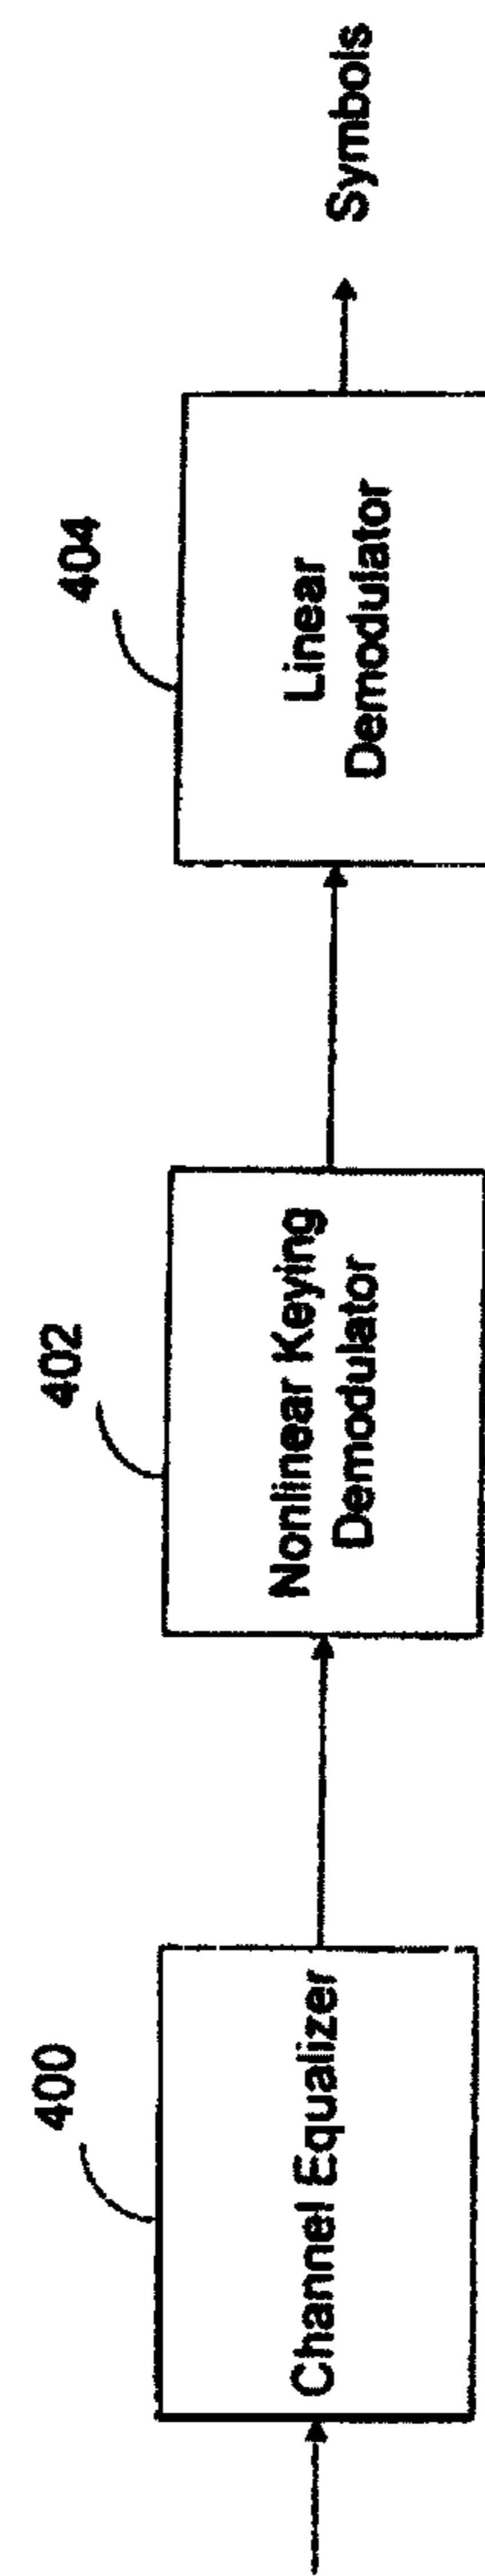 400
Channel Equalizer
402
Nonlinear Keying
Demodulator
404
Linear
Demodulator
Symbols